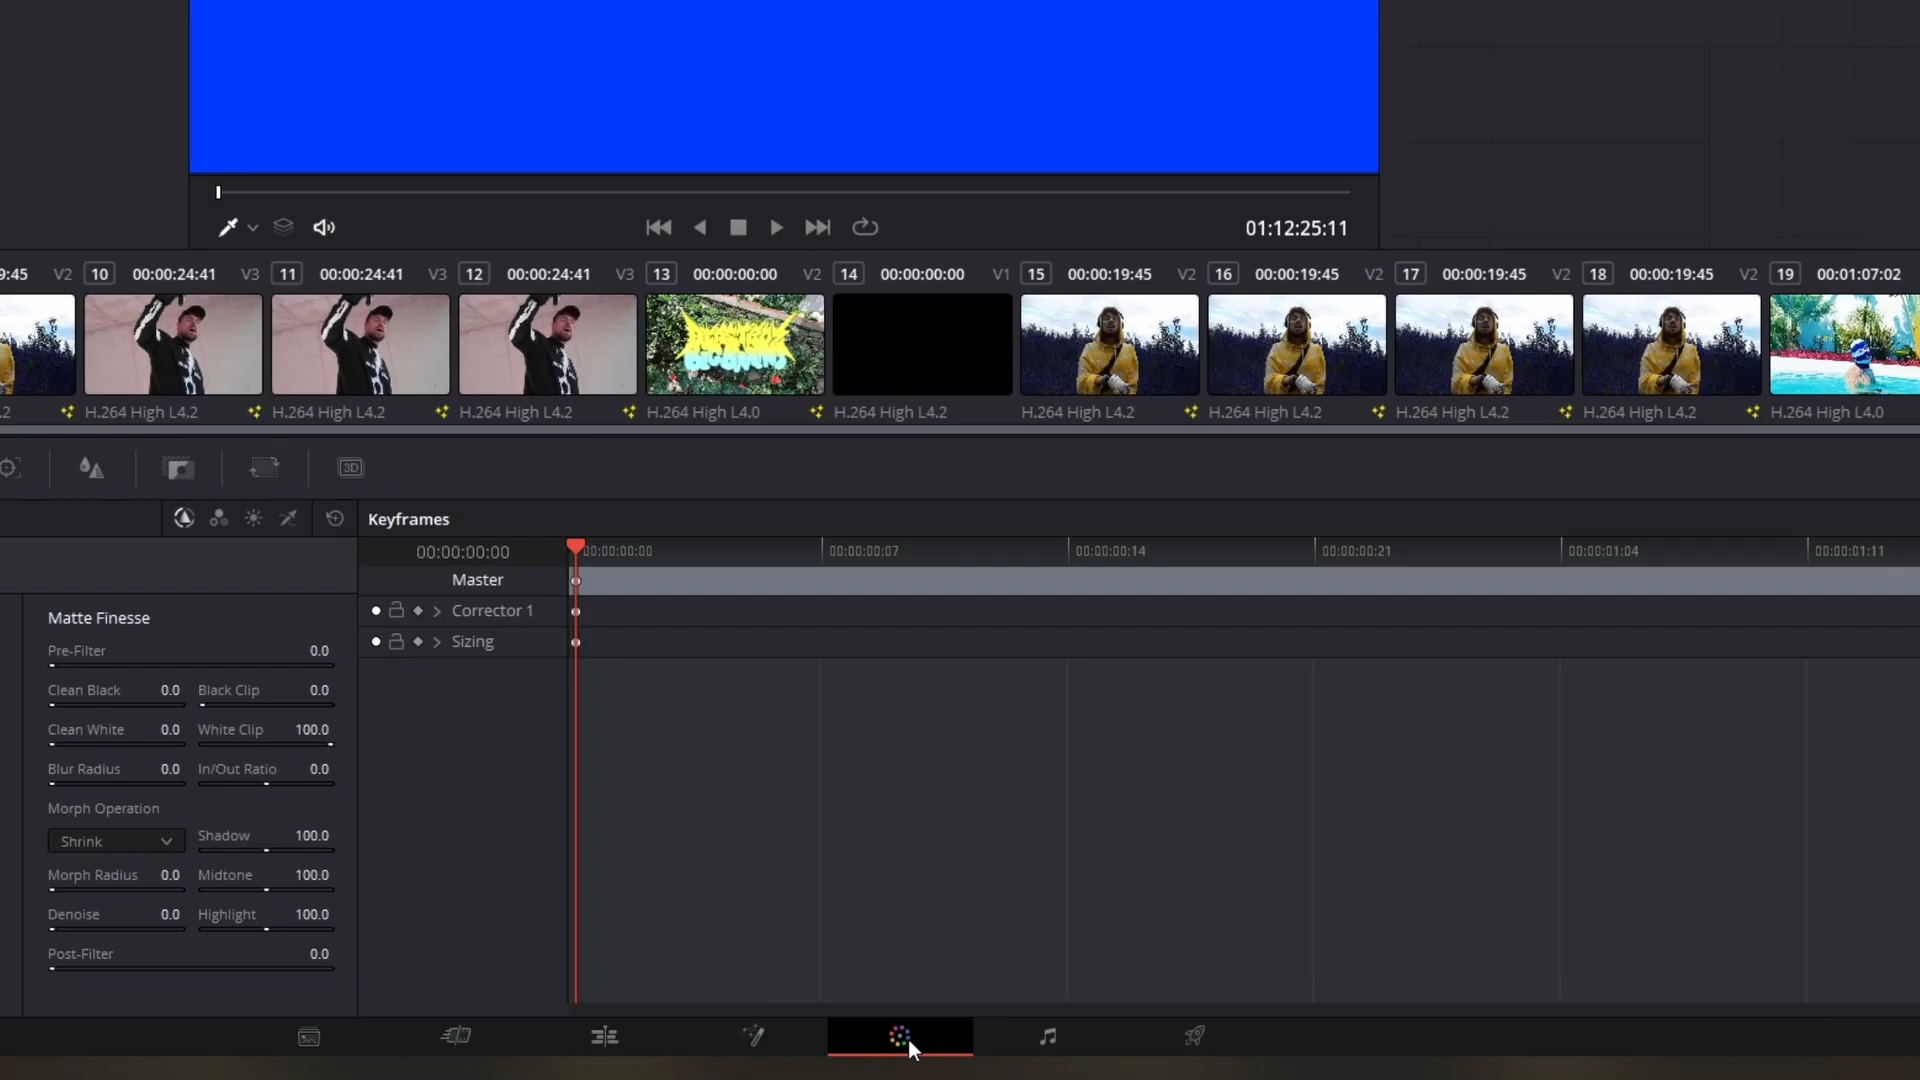 01:12:25:11
9:45 V2 10 00:00:24:41 V3 11 00:00:24:41 V3 12 00:00:24:41 V3 13 00:00:00:00 V2 14 00:00:00:00 V1 15 00:00:19:45 V2 16 00:00:19:45 V2 17 00:00:19:45 V2 18 00:00:19:45 V2 19 00:01:07:02
.2 H.264 High L4.2 H.264 High L4.2 H.264 High L4.2 H.264 High L4.0 H.264 High L4.2 H.264 High L4.2 H.264 High L4.2 H.264 High L4.2 H.264 High L4.2 H.264 High L4.0
3D
Keyframes
00:00:00:00 00:00:00:00 00:00:00:07 00:00:00:14 00:00:00:21 00:00:01:04 00:00:01:11
Master
Corrector 1
Sizing
Matte Finesse
Pre-Filter 0.0
Clean Black 0.0 Black Clip 0.0
Clean White 0.0 White Clip 100.0
Blur Radius 0.0 In/Out Ratio 0.0
Morph Operation
Shrink Shadow 100.0
Morph Radius 0.0 Midtone 100.0
Denoise 0.0 Highlight 100.0
Post-Filter 0.0